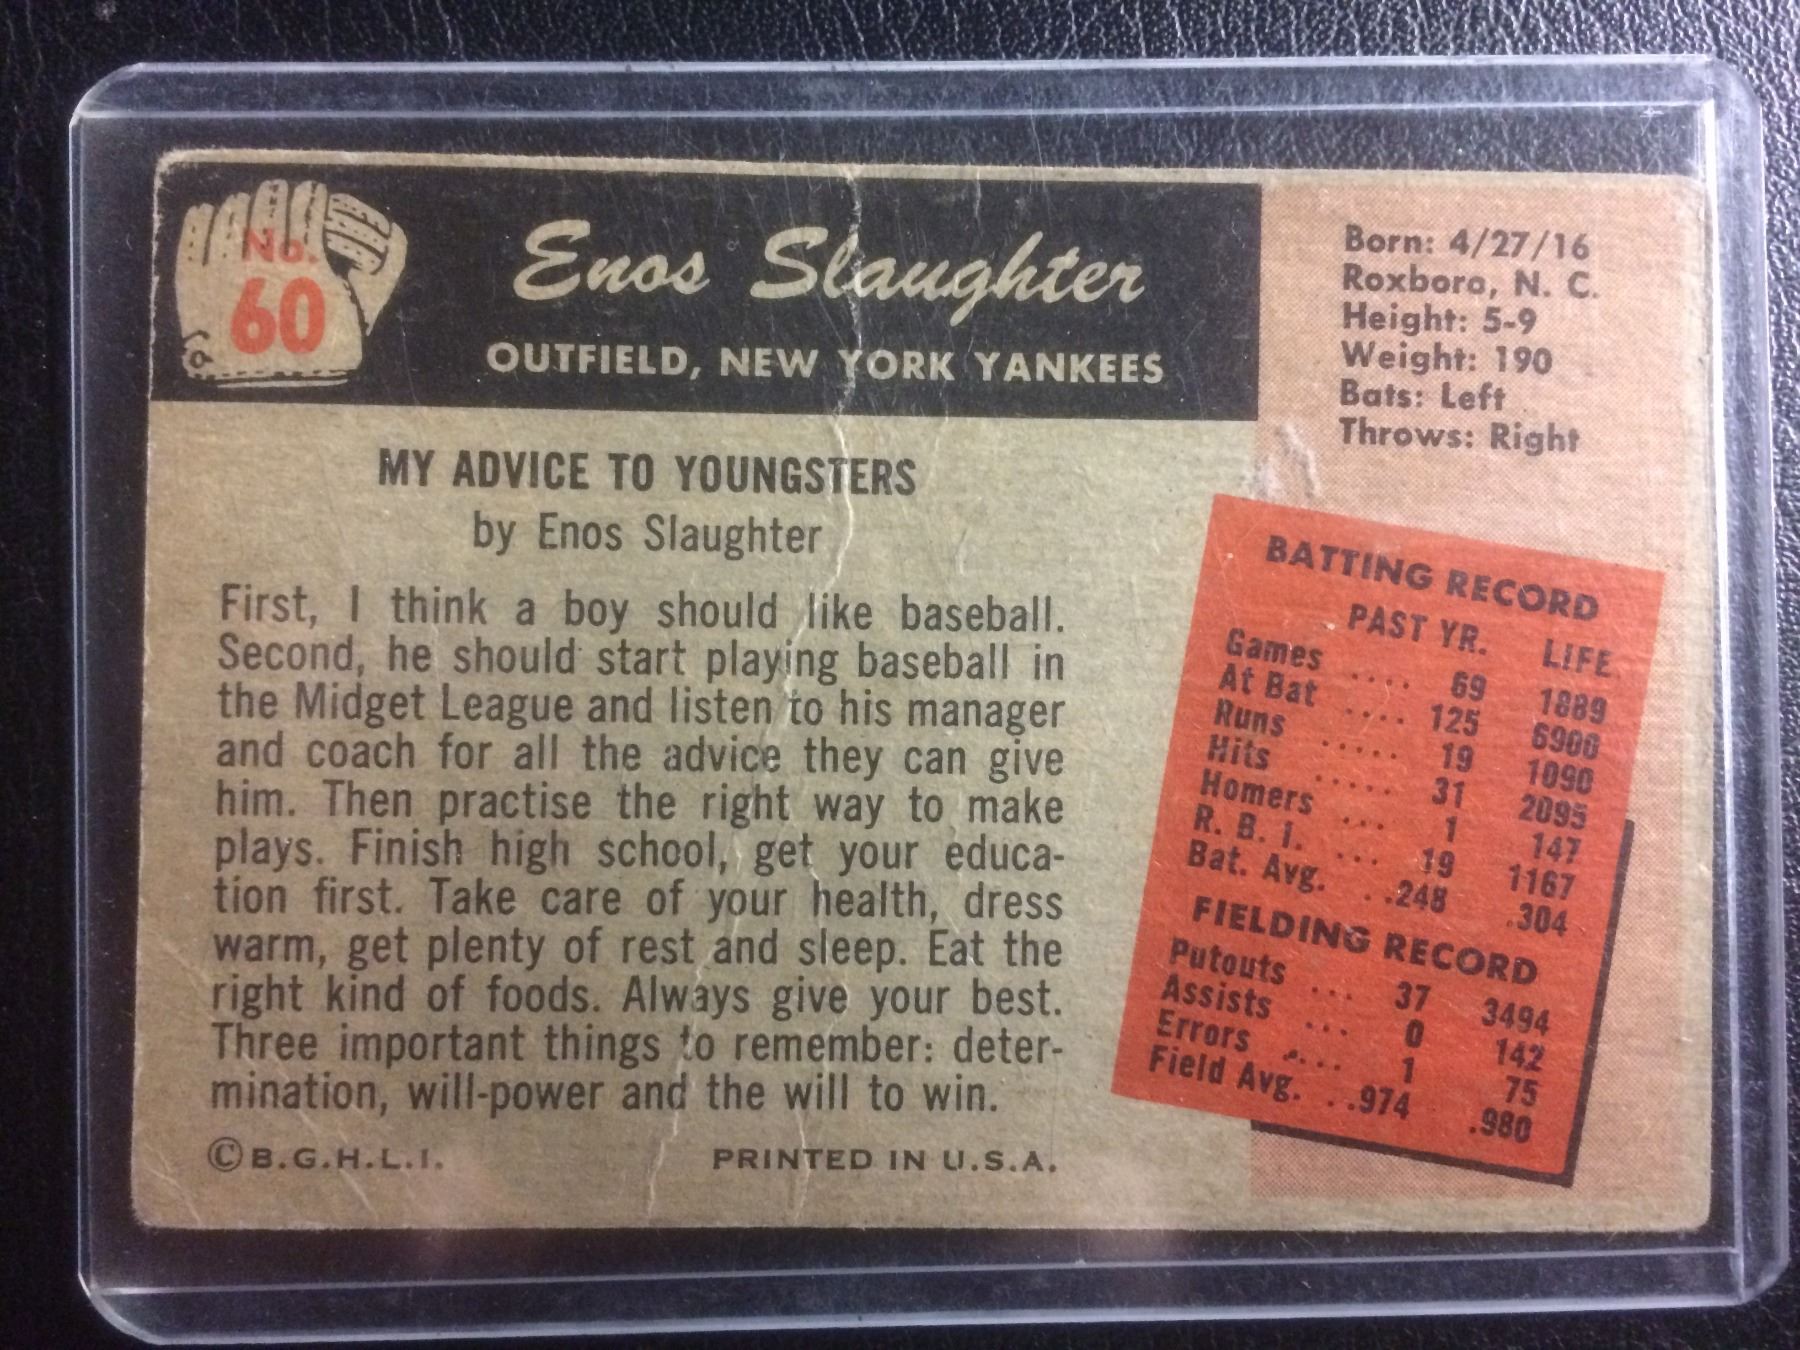 No.
60
Enos Slaughter
OUTFIELD, NEW YORK YANKEES
Born: 4/27/16
Roxboro, N. C.
Height: 5-9
Weight: 190
Bats: Left
Throws: Right
MY ADVICE TO YOUNGSTERS
by Enos Slaughter
First, I think a boy should like baseball.
Second, he should start playing baseball in
the Midget League and listen to his manager
and coach for all the advice they can give
him. Then practise the right way to make
plays. Finish high school, get your educa-
tion first. Take care of your health, dress
warm, get plenty of rest and sleep. Eat the
right kind of foods. Always give your best.
Three important things to remember: deter-
mination, will-power and the will to win.
©B.G.H.L.I. PRINTED IN U.S.A.
BATTING RECORD
PAST YR. LIFE
Games .... 69 1889
At Bat .... 125 6900
Runs ..... 19 1090
Hits .... 31 2095
Homers ... 1 147
R. B. I. ... 19 1167
Bat. Avg. . .248 .304
FIELDING RECORD
Putouts ... 37 3494
Assists ... 0 142
Errors .... 1 75
Field Avg. . .974 .980